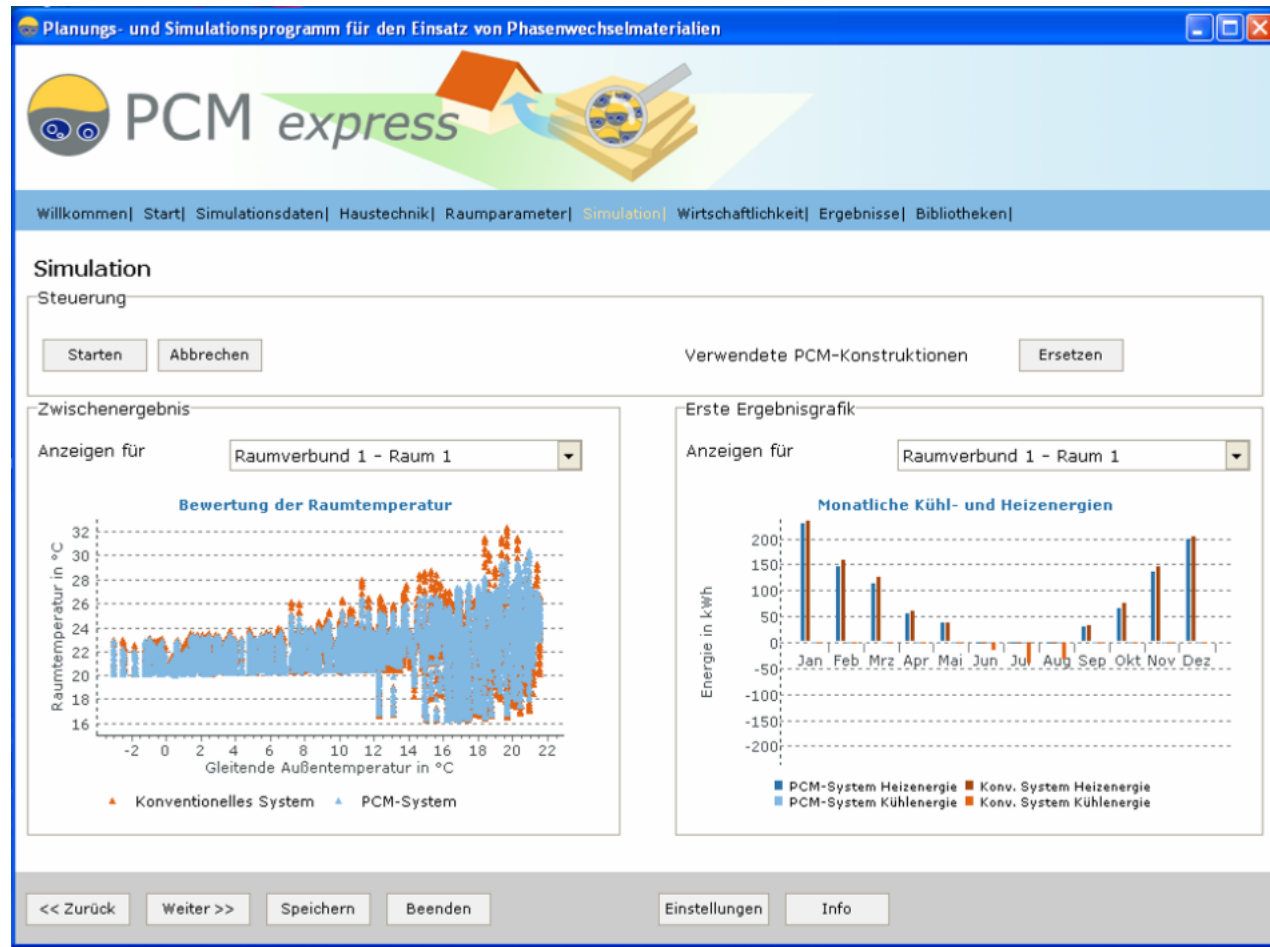 Planungs- und Simulationsprogramm für den Einsatz von Phasenwechselmaterialien
PCM express
Willkommen| Start| Simulationsdaten| Haustechnik| Raumparameter| Simulation| Wirtschaftlichkeit| Ergebnisse| Bibliotheken|
Simulation
Steuerung
Starten Abbrechen Verwendete PCM-Konstruktionen Ersetzen
Zwischenergebnis
Anzeigen für Raumverbund 1 - Raum 1
Bewertung der Raumtemperatur
Raumtemperatur in °C
32
30
28
26
24
22
20
18
16
-2 0 2 4 6 8 10 12 14 16 18 20 22
Gleitende Außentemperatur in °C
Konventionelles System PCM-System
Erste Ergebnisgrafik
Anzeigen für Raumverbund 1 - Raum 1
Monatliche Kühl- und Heizenergien
Energie in kWh
200
150
100
50
0
-50
-100
-150
-200
Jan Feb Mrz Apr Mai Jun Jul Aug Sep Okt Nov Dez
PCM-System Heizenergie Konv. System Heizenergie
PCM-System Kühlenergie Konv. System Kühlenergie
<< Zurück Weiter >> Speichern Beenden Einstellungen Info